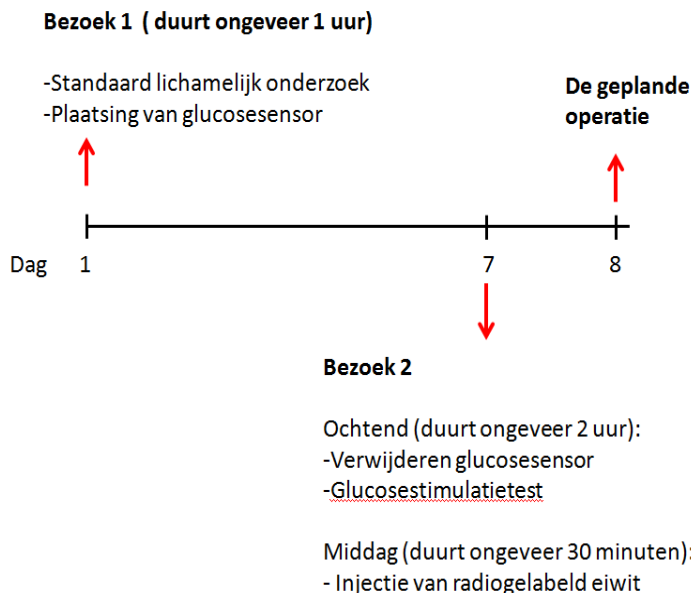 Bezoek 1 ( duurt ongeveer 1 uur)
-Standaard lichamelijk onderzoek
-Plaatsing van glucosesensor
De geplande
operatie
Dag 1 7 8
Bezoek 2
Ochtend (duurt ongeveer 2 uur):
-Verwijderen glucosesensor
-Glucosestimulatietest
Middag (duurt ongeveer 30 minuten):
- Injectie van radiogelabeld eiwit